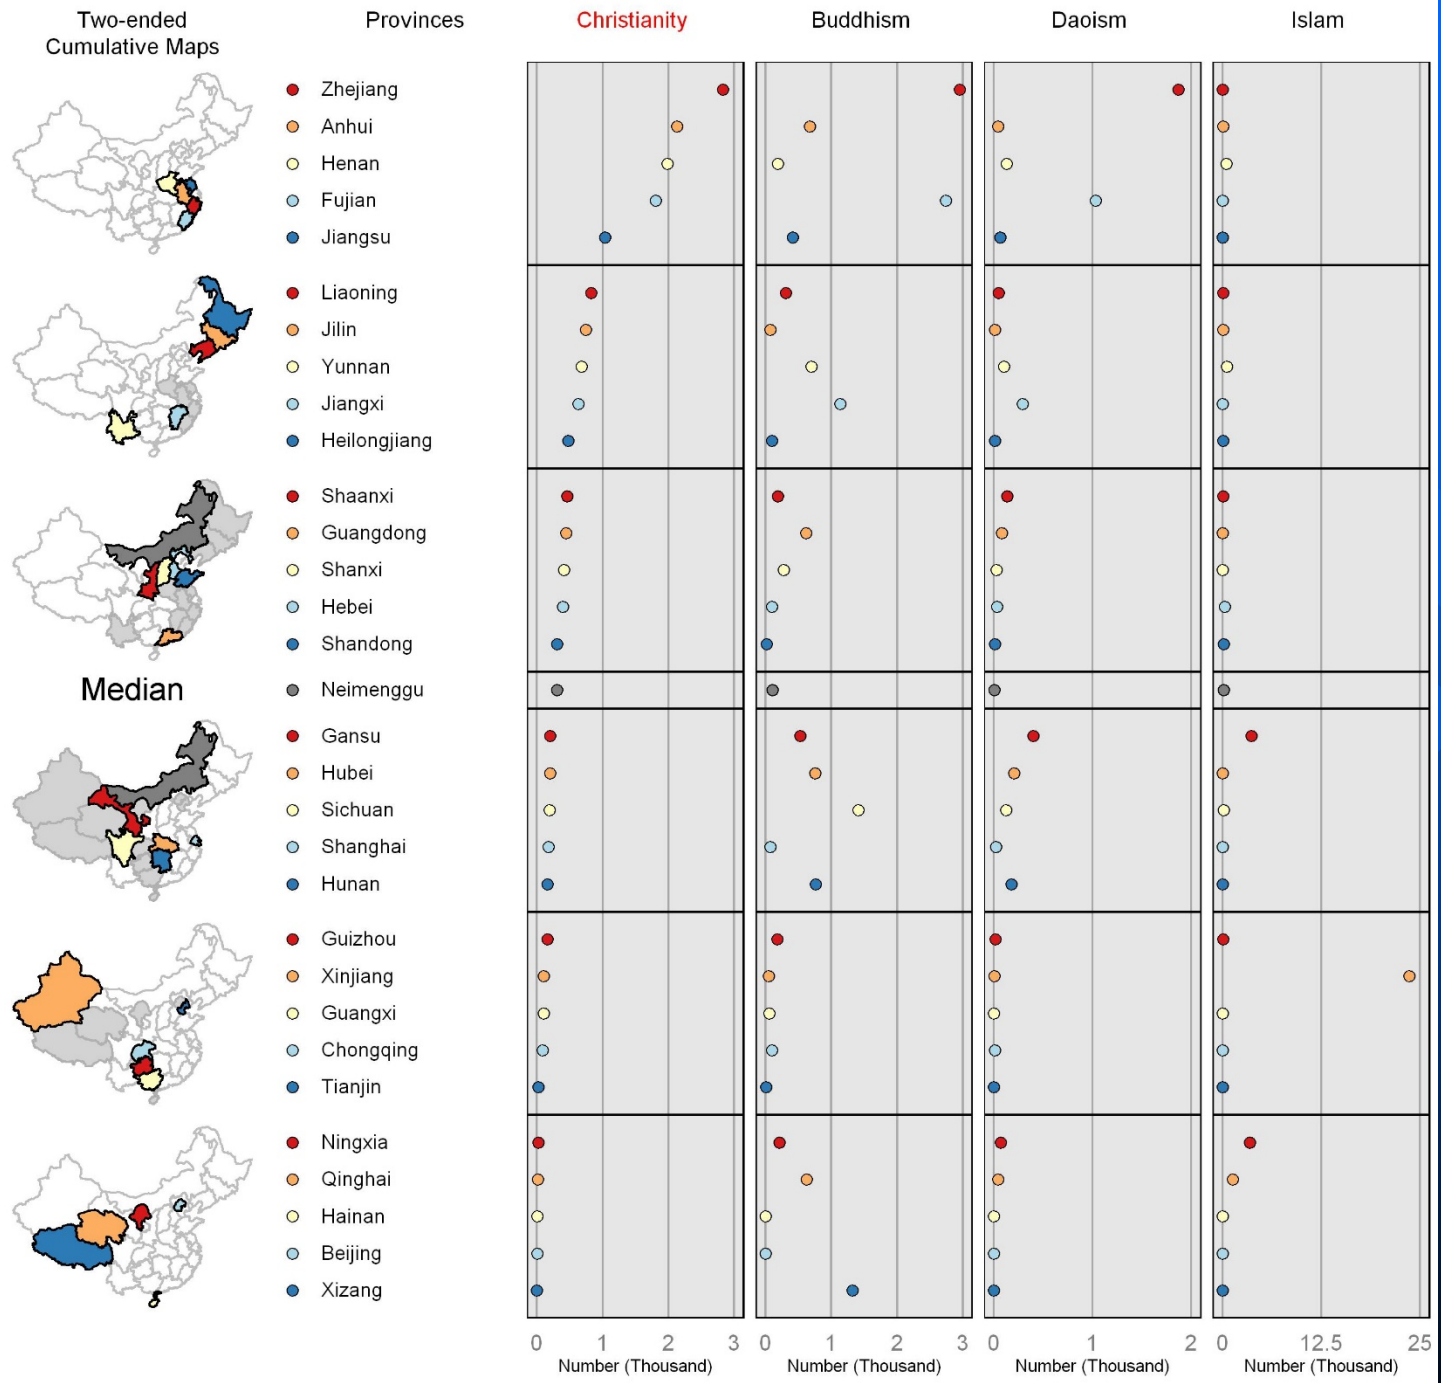 Two-ended
Cumulative Maps
Provinces
Christianity
Buddhism
Daoism
Islam
Zhejiang
Anhui
Henan
Fujian
Jiangsu
Liaoning
Jilin
Yunnan
Jiangxi
Heilongjiang
Shaanxi
Guangdong
Shanxi
Hebei
Shandong
Median
Neimenggu
Gansu
Hubei
Sichuan
Shanghai
Hunan
Guizhou
Xinjiang
Guangxi
Chongqing
Tianjin
Ningxia
Qinghai
Hainan
Beijing
Xizang
0 1 2 3
Number (Thousand)
0 1 2 3
Number (Thousand)
0 1 2
Number (Thousand)
0 12.5 25
Number (Thousand)